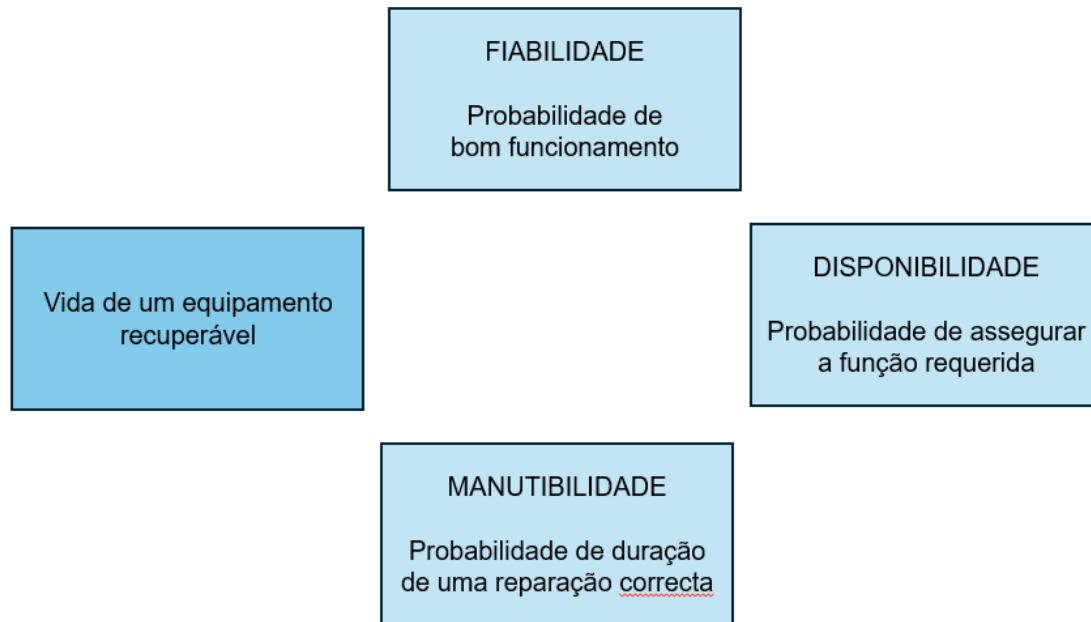 FIABILIDADE
Probabilidade de
bom funcionamento
Vida de um equipamento
recuperável
DISPONIBILIDADE
Probabilidade de assegurar
a função requerida
MANUTIBILIDADE
Probabilidade de duração
de uma reparação correcta